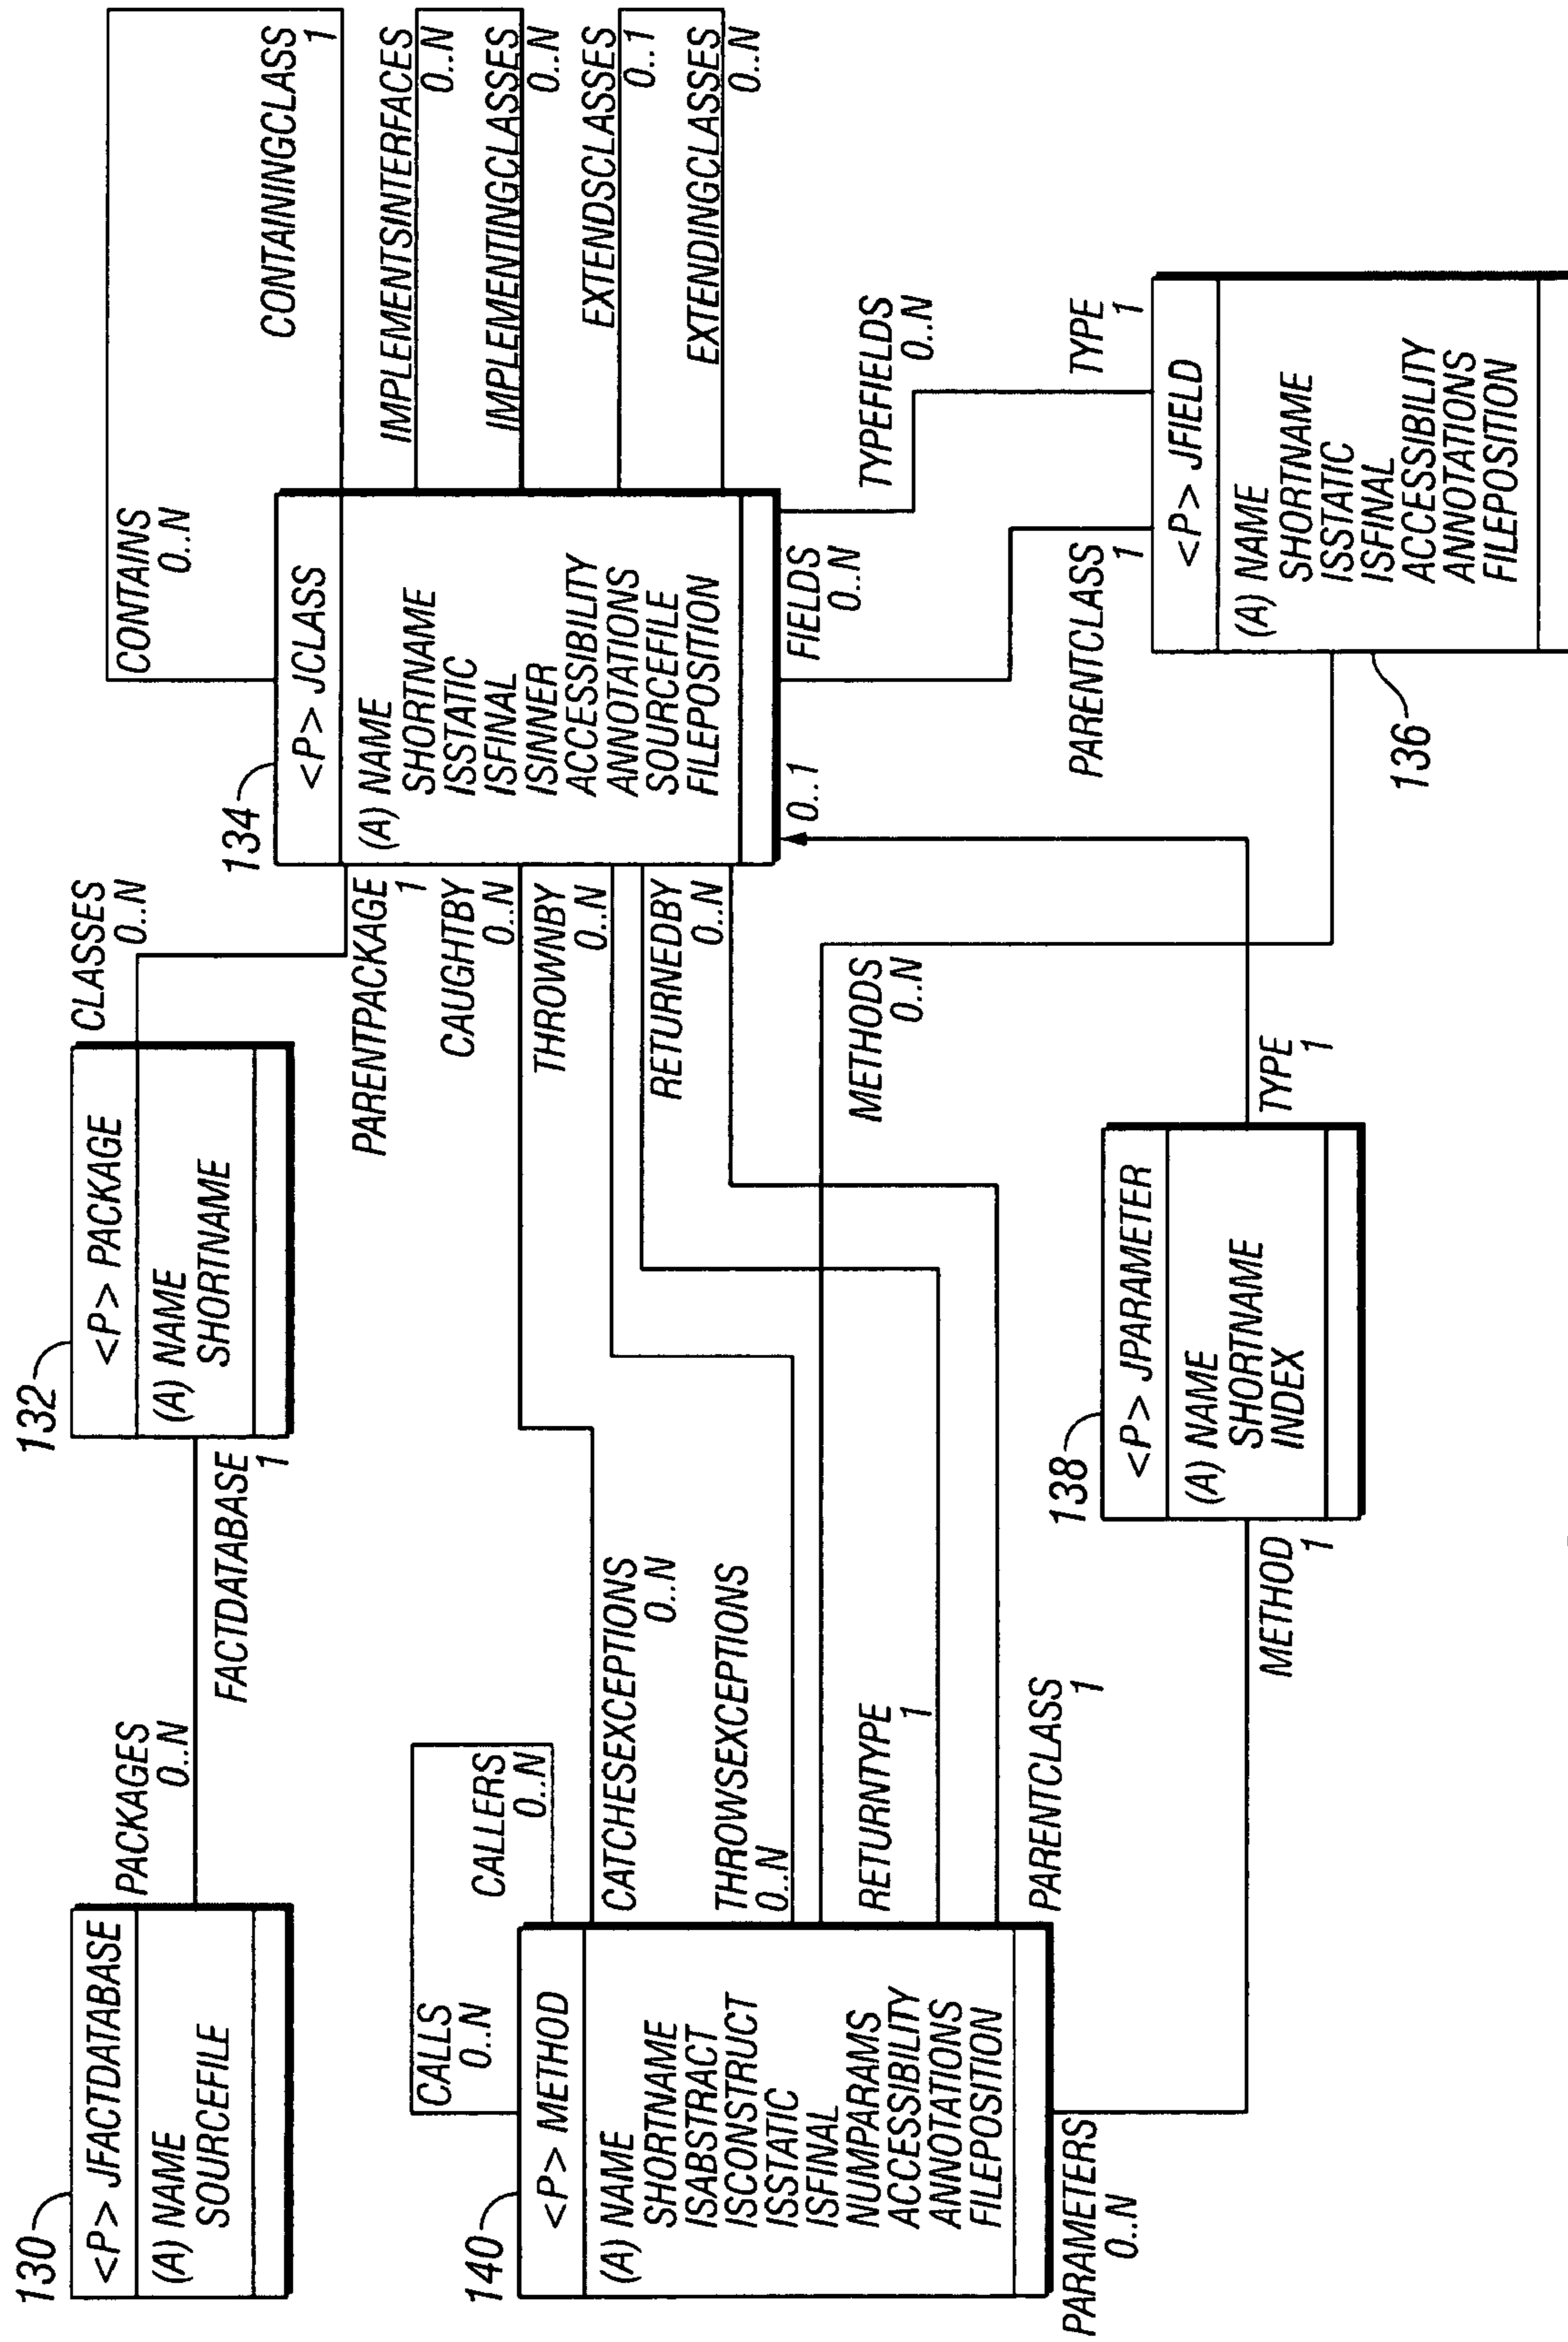 130
<P> JFACTDATABASE
(A) NAME
SOURCEFILE
PACKAGES
0..N
FACTDATABASE
1
132
<P> PACKAGE
(A) NAME
SHORTNAME
CLASSES
0..N
PARENTPACKAGE
1
134
<P> JCLASS
(A) NAME
SHORTNAME
ISSTATIC
ISFINAL
ISINNER
ACCESSIBILITY
ANNOTATIONS
SOURCEFILE
FILEPOSITION
CONTAINS
0..N
CONTAININGCLASS
1
IMPLEMENTSINTERFACES
0..N
IMPLEMENTINGCLASSES
0..N
EXTENDSCLASSES
0..1
EXTENDINGCLASSES
0..N
CAUGHTBY
0..N
THROWNBY
0..N
RETURNEDBY
0..N
METHODS
0..N
140
<P> METHOD
(A) NAME
SHORTNAME
ISABSTRACT
ISCONSTRUCT
ISSTATIC
ISFINAL
NUMPARAMS
ACCESSIBILITY
ANNOTATIONS
FILEPOSITION
CALLS
0..N
CALLERS
0..N
CATCHESEXCEPTIONS
0..N
THROWSEXCEPTIONS
0..N
RETURNTYPE
1
PARENTCLASS
1
PARAMETERS
0..N
METHOD
1
138
<P> JPARAMETER
(A) NAME
SHORTNAME
INDEX
TYPE
1
0..1
FIELDS
0..N
TYPEFIELDS
0..N
PARENTCLASS
1
TYPE
1
136
<P> JFIELD
(A) NAME
SHORTNAME
ISSTATIC
ISFINAL
ACCESSIBILITY
ANNOTATIONS
FILEPOSITION